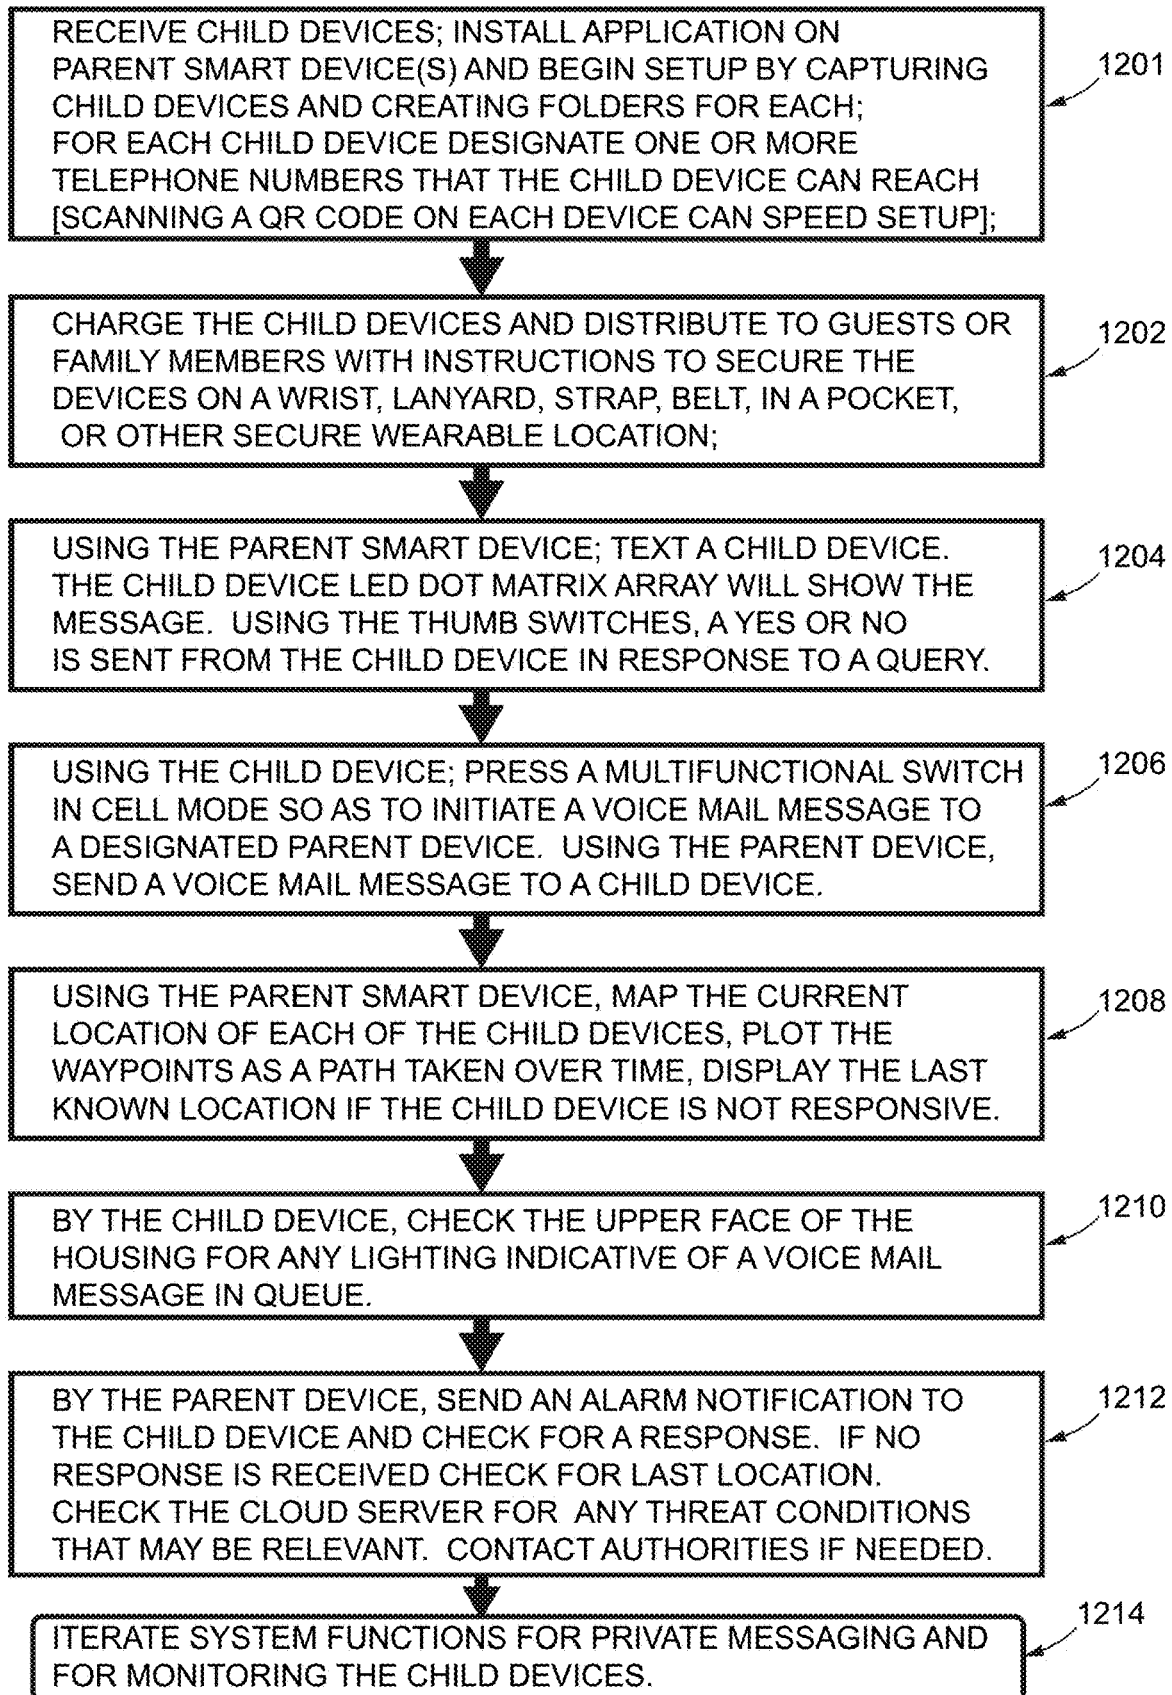 RECEIVE CHILD DEVICES; INSTALL APPLICATION ON
PARENT SMART DEVICE(S) AND BEGIN SETUP BY CAPTURING
CHILD DEVICES AND CREATING FOLDERS FOR EACH;
FOR EACH CHILD DEVICE DESIGNATE ONE OR MORE
TELEPHONE NUMBERS THAT THE CHILD DEVICE CAN REACH
[SCANNING A QR CODE ON EACH DEVICE CAN SPEED SETUP];
1201
CHARGE THE CHILD DEVICES AND DISTRIBUTE TO GUESTS OR
FAMILY MEMBERS WITH INSTRUCTIONS TO SECURE THE
DEVICES ON A WRIST, LANYARD, STRAP, BELT, IN A POCKET,
OR OTHER SECURE WEARABLE LOCATION;
1202
USING THE PARENT SMART DEVICE; TEXT A CHILD DEVICE.
THE CHILD DEVICE LED DOT MATRIX ARRAY WILL SHOW THE
MESSAGE. USING THE THUMB SWITCHES, A YES OR NO
IS SENT FROM THE CHILD DEVICE IN RESPONSE TO A QUERY.
1204
USING THE CHILD DEVICE; PRESS A MULTIFUNCTIONAL SWITCH
IN CELL MODE SO AS TO INITIATE A VOICE MAIL MESSAGE TO
A DESIGNATED PARENT DEVICE. USING THE PARENT DEVICE,
SEND A VOICE MAIL MESSAGE TO A CHILD DEVICE.
1206
USING THE PARENT SMART DEVICE, MAP THE CURRENT
LOCATION OF EACH OF THE CHILD DEVICES, PLOT THE
WAYPOINTS AS A PATH TAKEN OVER TIME, DISPLAY THE LAST
KNOWN LOCATION IF THE CHILD DEVICE IS NOT RESPONSIVE.
1208
BY THE CHILD DEVICE, CHECK THE UPPER FACE OF THE
HOUSING FOR ANY LIGHTING INDICATIVE OF A VOICE MAIL
MESSAGE IN QUEUE.
1210
BY THE PARENT DEVICE, SEND AN ALARM NOTIFICATION TO
THE CHILD DEVICE AND CHECK FOR A RESPONSE. IF NO
RESPONSE IS RECEIVED CHECK FOR LAST LOCATION.
CHECK THE CLOUD SERVER FOR ANY THREAT CONDITIONS
THAT MAY BE RELEVANT. CONTACT AUTHORITIES IF NEEDED.
1212
ITERATE SYSTEM FUNCTIONS FOR PRIVATE MESSAGING AND
FOR MONITORING THE CHILD DEVICES.
1214